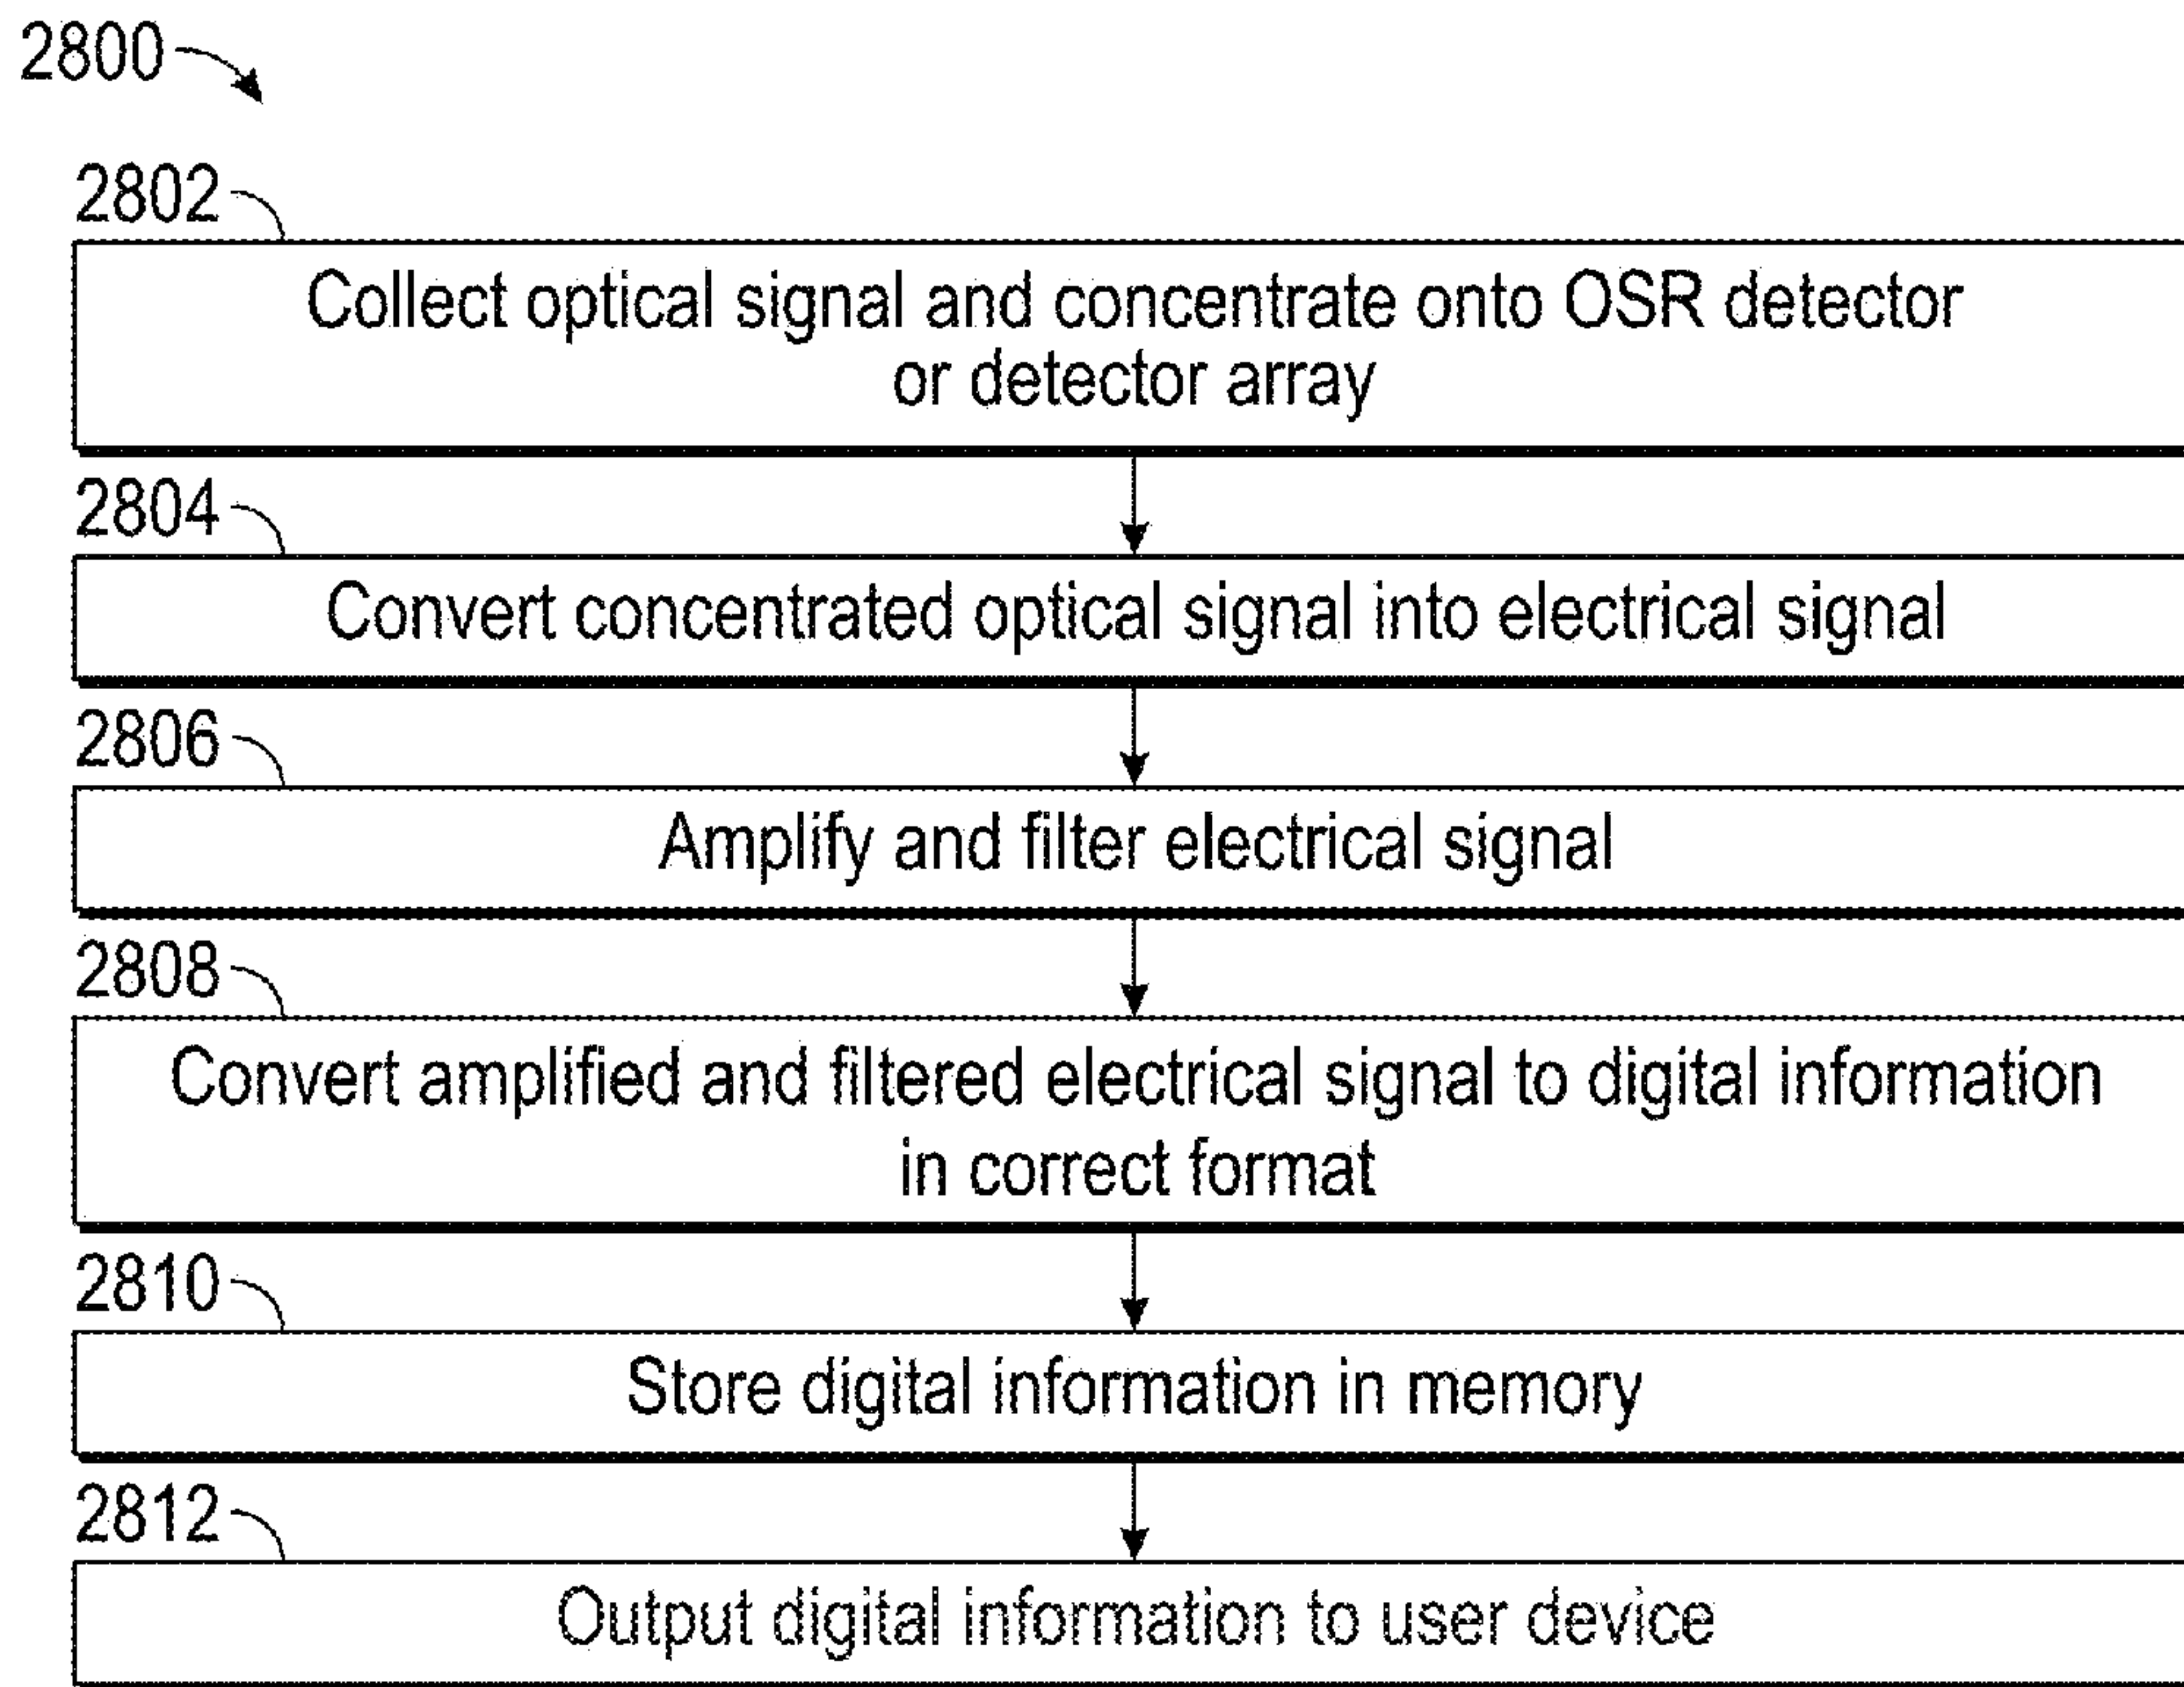 2800
2802
Collect optical signal and concentrate onto OSR detector
or detector array
2804
Convert concentrated optical signal into electrical signal
2806
Amplify and filter electrical signal
2808
Convert amplified and filtered electrical signal to digital information
in correct format
2810
Store digital information in memory
2812
Output digital information to user device